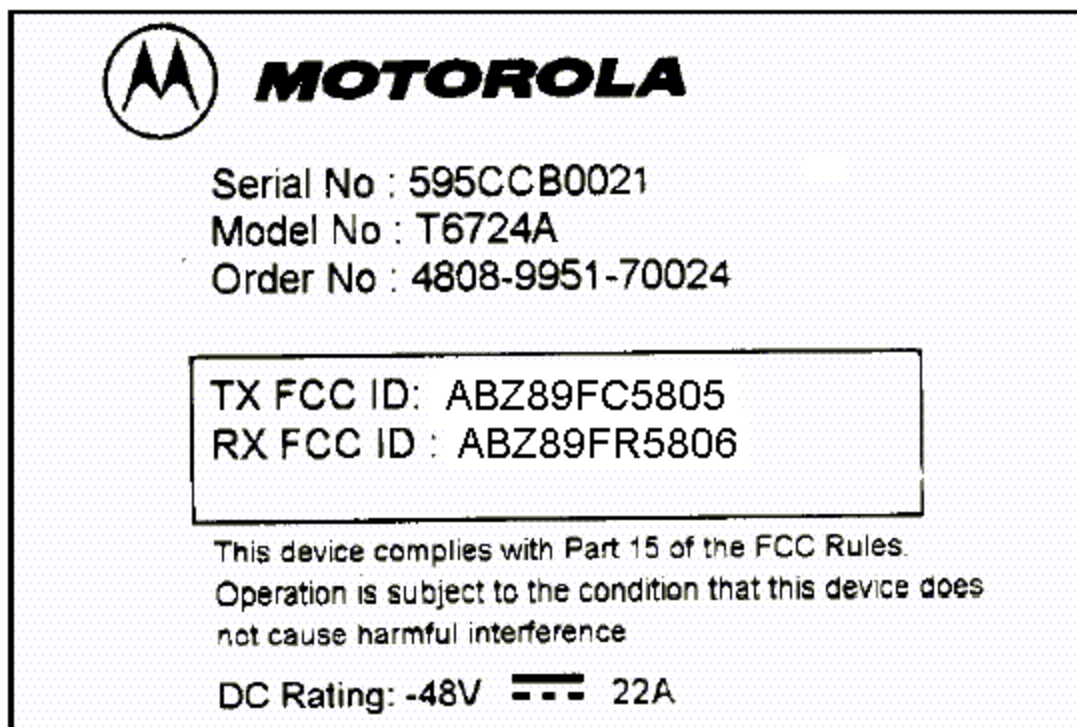 MOTOROLA
Serial No : 595CCB0021
Model No : T6724A
Order No : 4808-9951-70024
TX FCC ID: ABZ89FC5805
RX FCC ID : ABZ89FR5806
This device complies with Part 15 of the FCC Rules.
Operation is subject to the condition that this device does
not cause harmful interference
DC Rating: -48V 22A